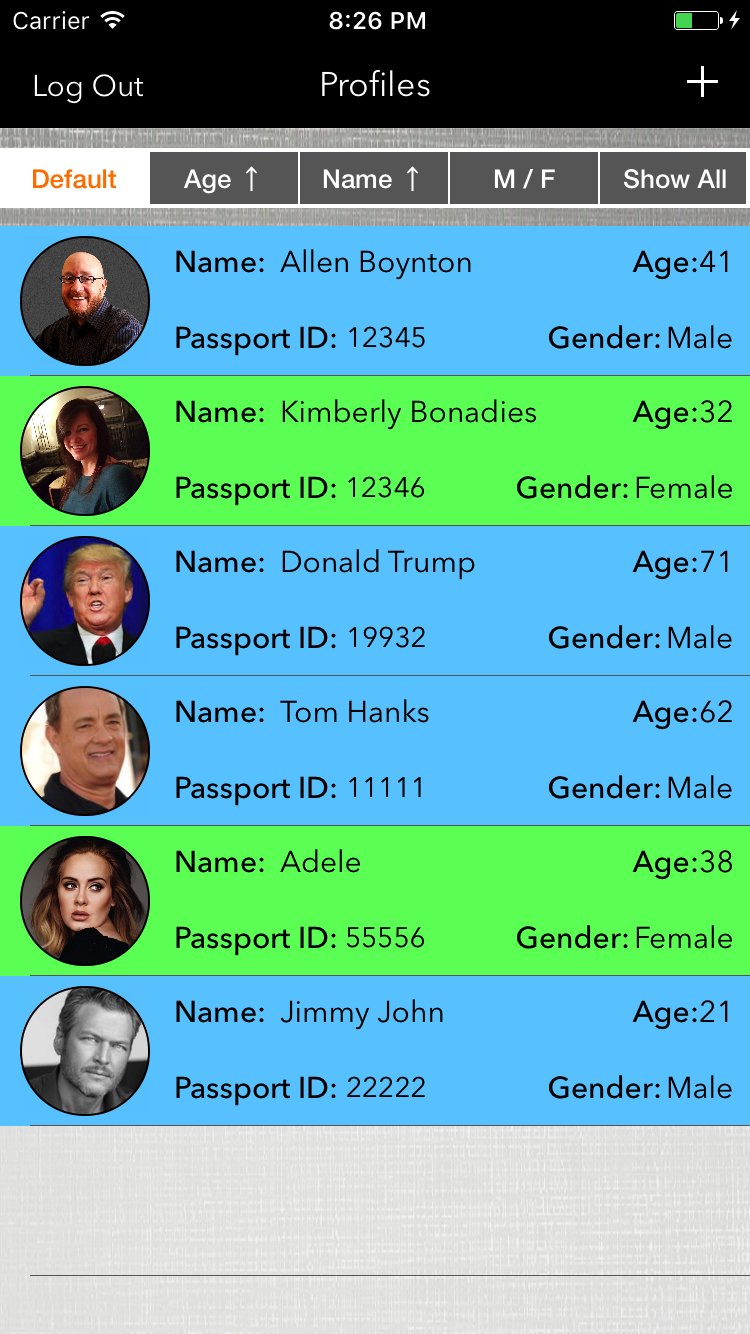 Carrier 8:26 PM
Log Out Profiles +
Default Age ↑ Name ↑ M / F Show All
Name: Allen Boynton Age:41
Passport ID: 12345 Gender: Male
Name: Kimberly Bonadies Age:32
Passport ID: 12346 Gender: Female
Name: Donald Trump Age:71
Passport ID: 19932 Gender: Male
Name: Tom Hanks Age:62
Passport ID: 11111 Gender: Male
Name: Adele Age:38
Passport ID: 55556 Gender: Female
Name: Jimmy John Age:21
Passport ID: 22222 Gender: Male